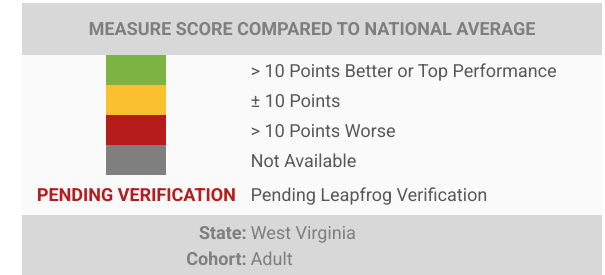 MEASURE SCORE COMPARED TO NATIONAL AVERAGE
> 10 Points Better or Top Performance
± 10 Points
> 10 Points Worse
Not Available
PENDING VERIFICATION Pending Leapfrog Verification
State: West Virginia
Cohort: Adult